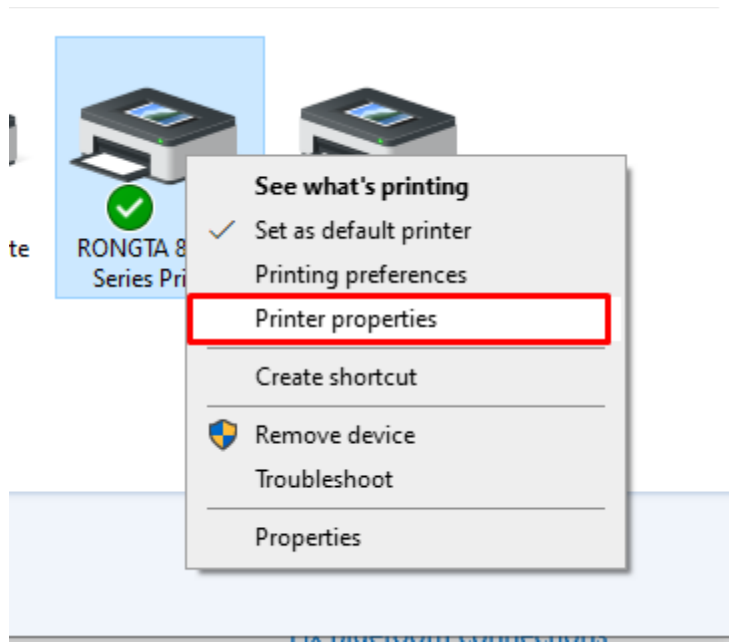 See what's printing
Set as default printer
te
RONGTA 8
Series Pri
Printing preferences
Printer properties
Create shortcut
Remove device
Troubleshoot
Properties